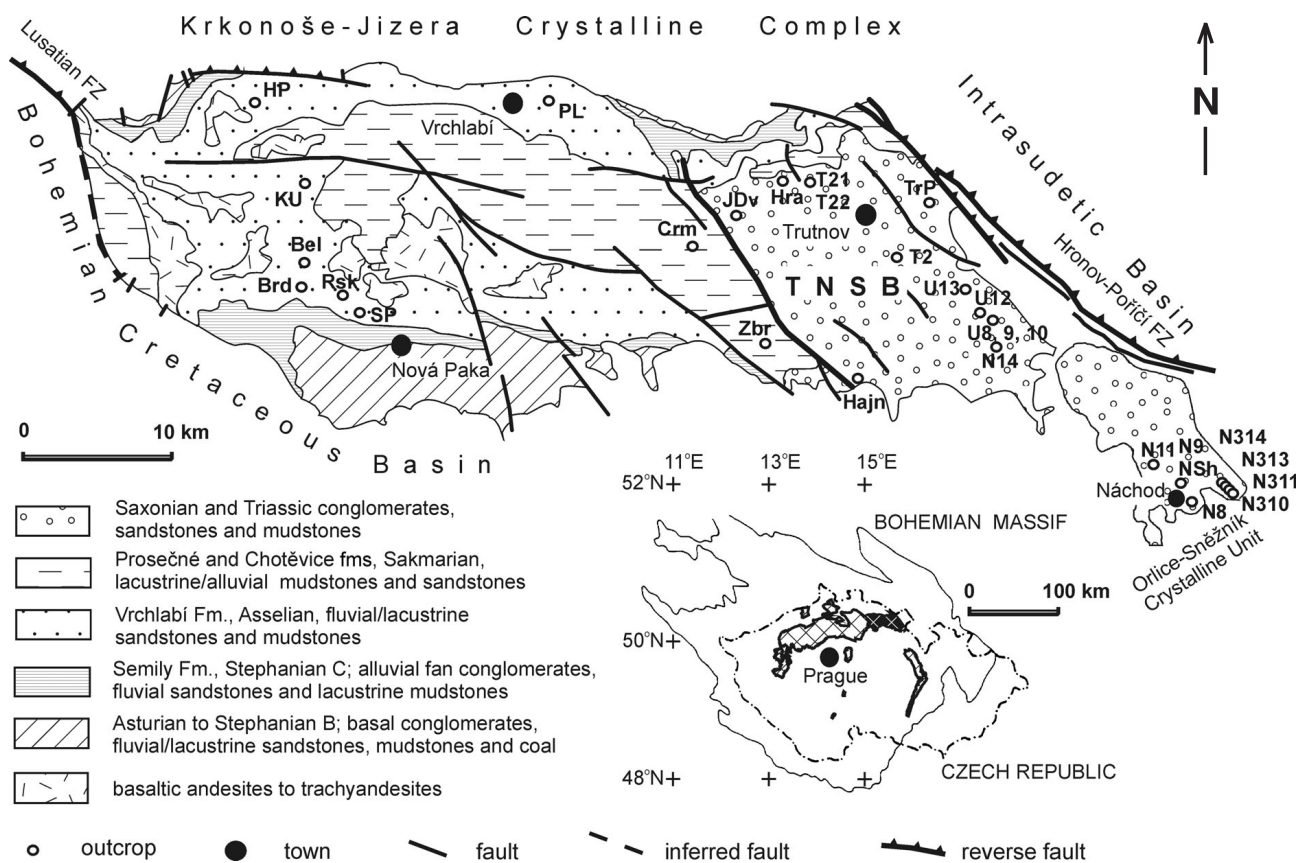 Krkonoše-Jizera Crystalline Complex
Lusatian FZ
N
HP
PL
Vrchlabí
Bohemian Cretaceous Basin
Intrasudetic Basin
Hronov-Poříčí FZ
KU
JDv
Hra
T21
T22
TrP
Trutnov
Crm
T2
Bel
Brd
Rsk
SP
TNSB
U13
U12
U8, 9, 10
N14
Zbr
Nová Paka
Hajn
0 10 km
N11
N9
N314
N313
N311
N310
NSh
Náchod
N8
Orlice-Sněžník
Crystalline Unit
11°E 13°E 15°E
52°N
BOHEMIAN MASSIF
0 100 km
50°N
Prague
48°N
CZECH REPUBLIC
Saxonian and Triassic conglomerates,
sandstones and mudstones
Prosečné and Chotěvice fms, Sakmarian,
lacustrine/alluvial mudstones and sandstones
Vrchlabí Fm., Asselian, fluvial/lacustrine
sandstones and mudstones
Semily Fm., Stephanian C; alluvial fan conglomerates,
fluvial sandstones and lacustrine mudstones
Asturian to Stephanian B; basal conglomerates,
fluvial/lacustrine sandstones, mudstones and coal
basaltic andesites to trachyandesites
outcrop town fault inferred fault reverse fault